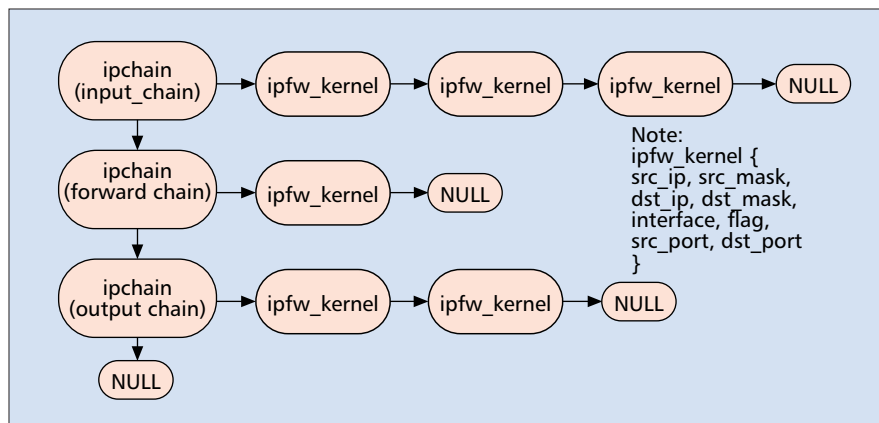 ipchain
(input_chain)
ipfw_kernel
ipfw_kernel
ipfw_kernel
NULL
ipchain
(forward chain)
ipfw_kernel
NULL
Note:
ipfw_kernel {
src_ip, src_mask,
dst_ip, dst_mask,
interface, flag,
src_port, dst_port
}
ipchain
(output chain)
ipfw_kernel
ipfw_kernel
NULL
NULL